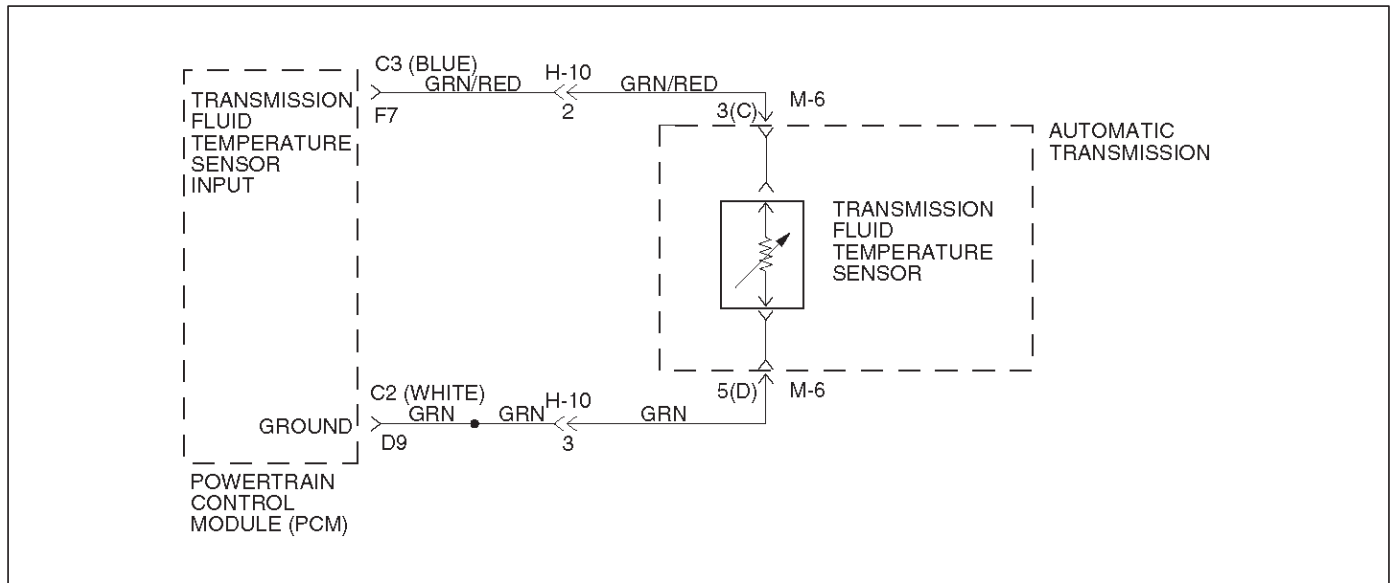 C3 (BLUE)
GRN/RED
H-10
GRN/RED
F7
2
3(C)
M-6
TRANSMISSION
FLUID
TEMPERATURE
SENSOR
INPUT
AUTOMATIC
TRANSMISSION
TRANSMISSION
FLUID
TEMPERATURE
SENSOR
C2 (WHITE)
GRN
GRN
H-10
GRN
5(D)
M-6
GROUND
D9
3
POWERTRAIN
CONTROL
MODULE (PCM)